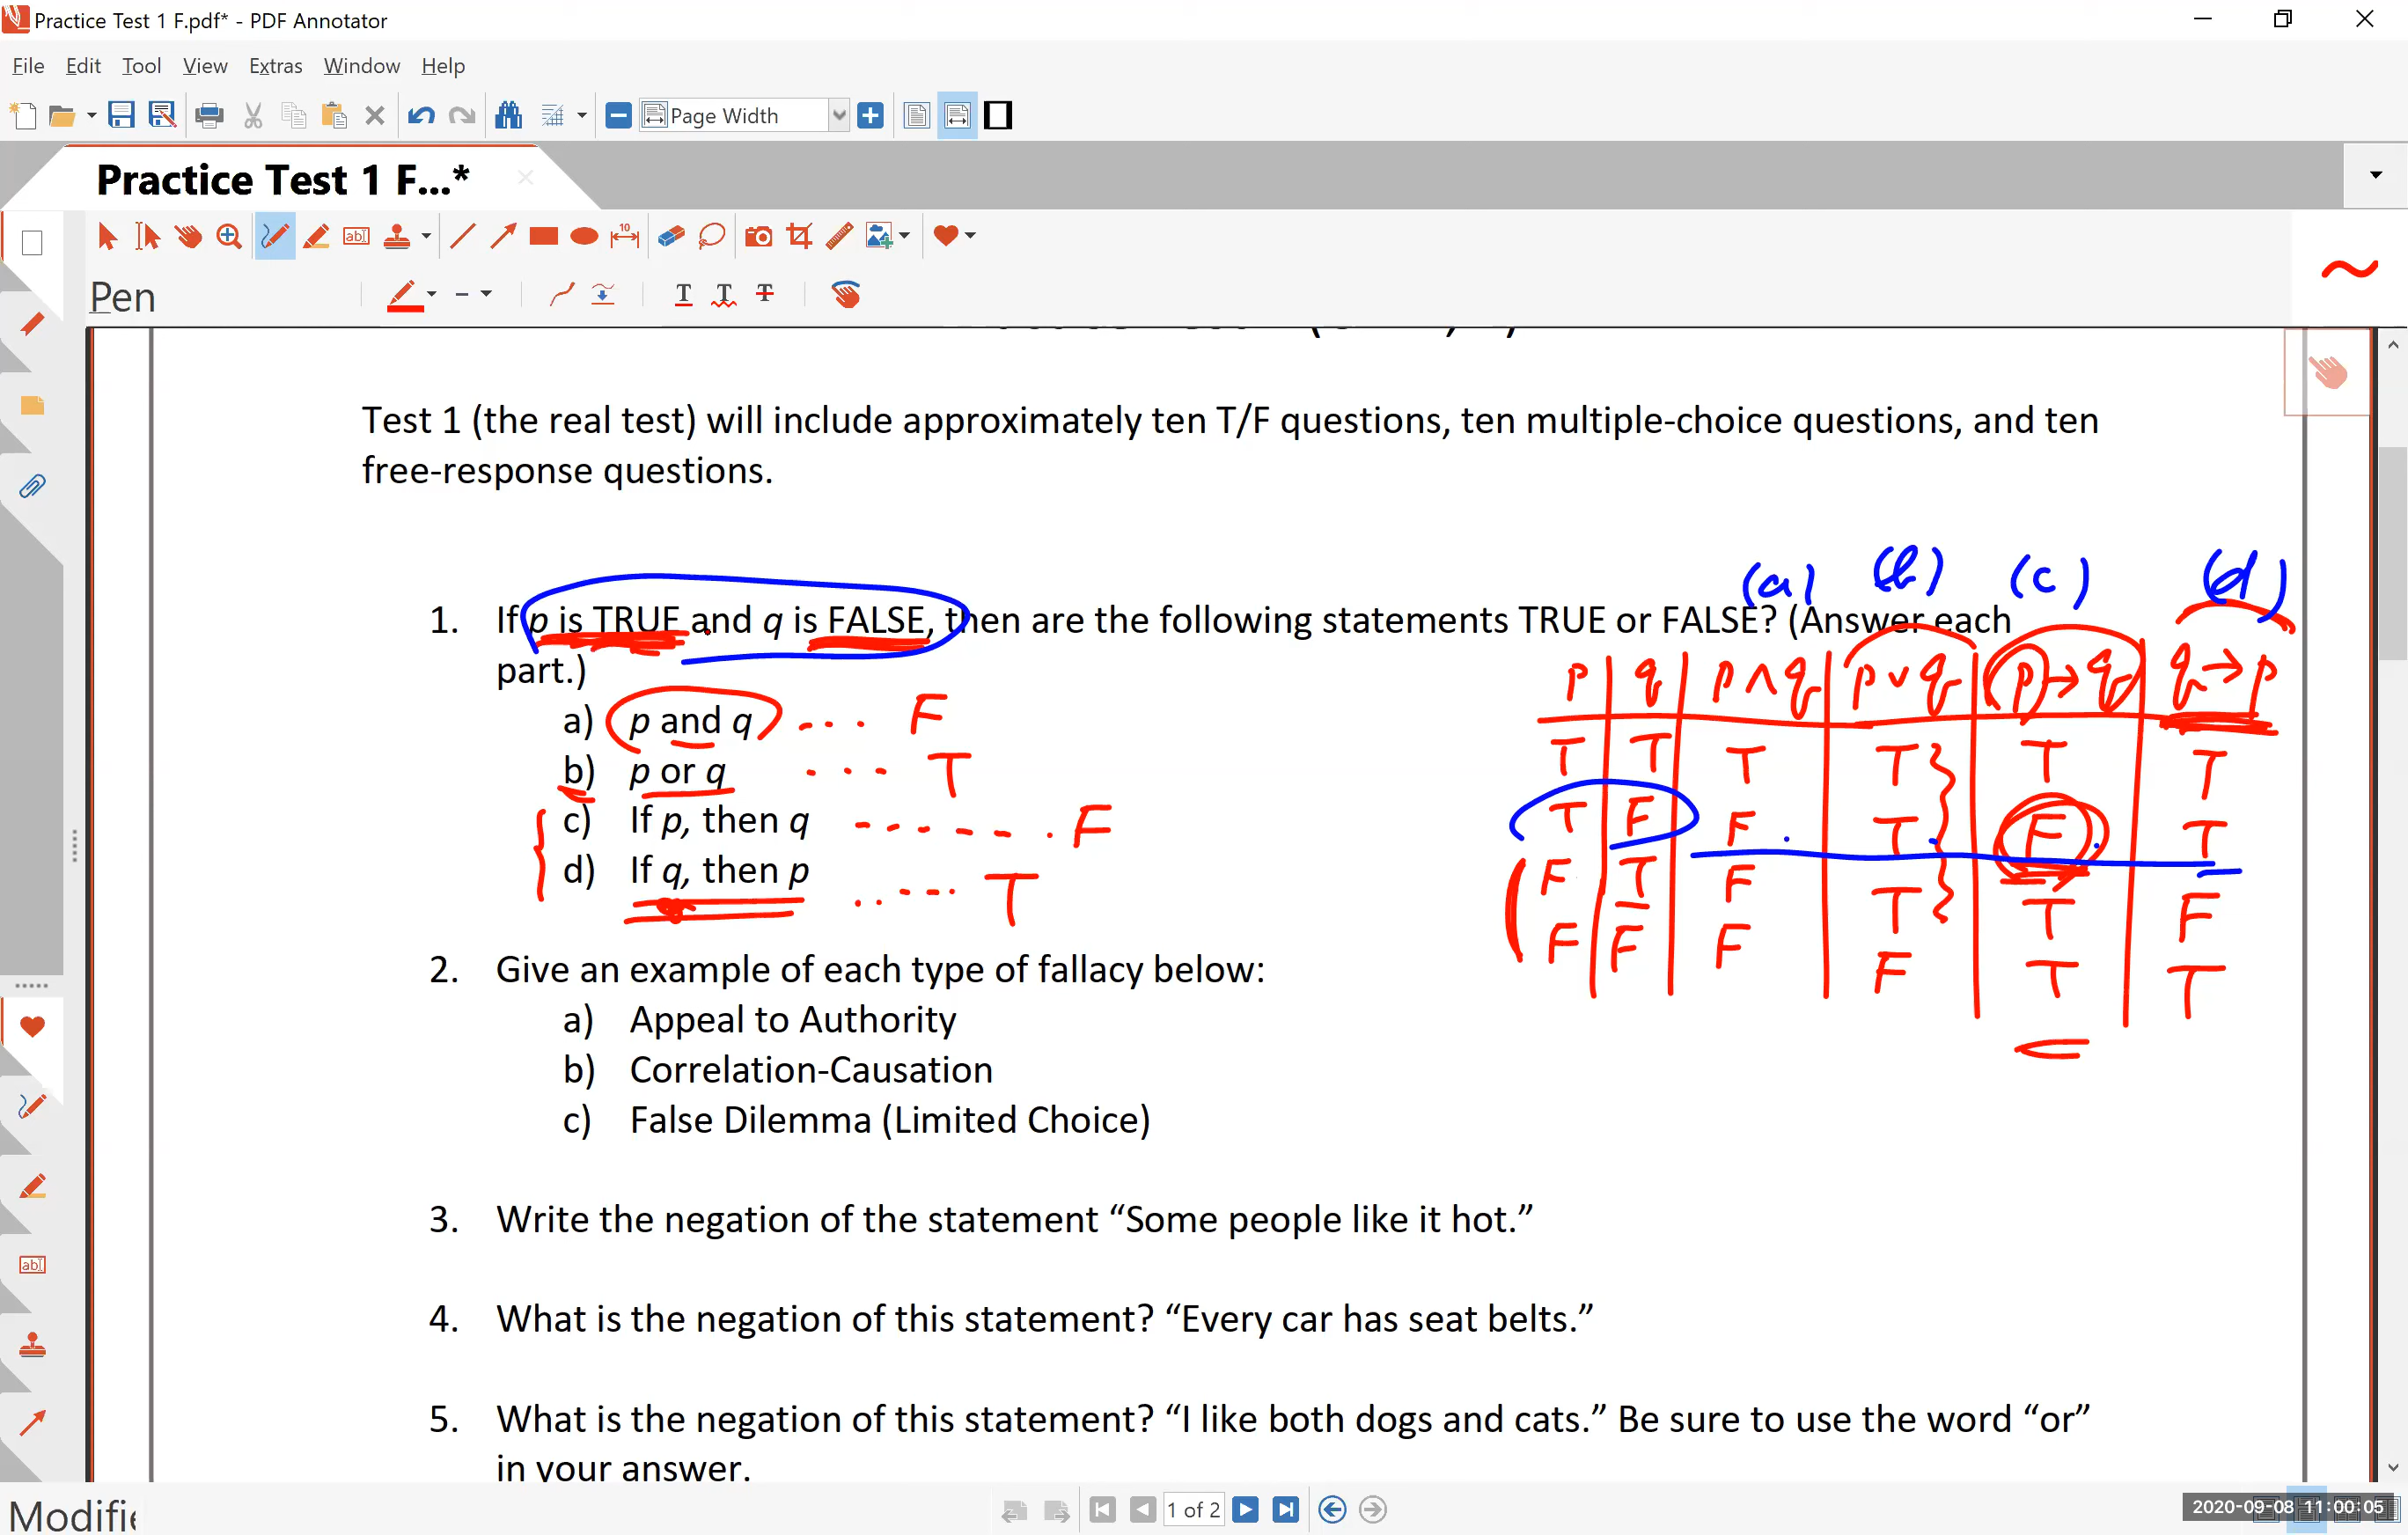 Practice Test 1 F.pdf* - PDF Annotator
File Edit Tool View Extras Window Help
Page Width
Practice Test 1 F...*
10
Pen
Test 1 (the real test) will include approximately ten T/F questions, ten multiple-choice questions, and ten
free-response questions.
(a) (b) (c) (d)
1. If p is TRUE and q is FALSE, then are the following statements TRUE or FALSE? (Answer each
part.)
p q p ∧ q p ∨ q p → q q → p
a) p and q ... F
T T T T T T
b) p or q ... T
T F F T F T
c) If p, then q ...... F
F T F T T F
d) If q, then p ..... T
F F F F T T
2. Give an example of each type of fallacy below:
a) Appeal to Authority
b) Correlation-Causation
c) False Dilemma (Limited Choice)
3. Write the negation of the statement “Some people like it hot.”
4. What is the negation of this statement? “Every car has seat belts.”
5. What is the negation of this statement? “I like both dogs and cats.” Be sure to use the word “or”
in your answer.
Modifi
1 of 2
2020-09-08 11:00:05